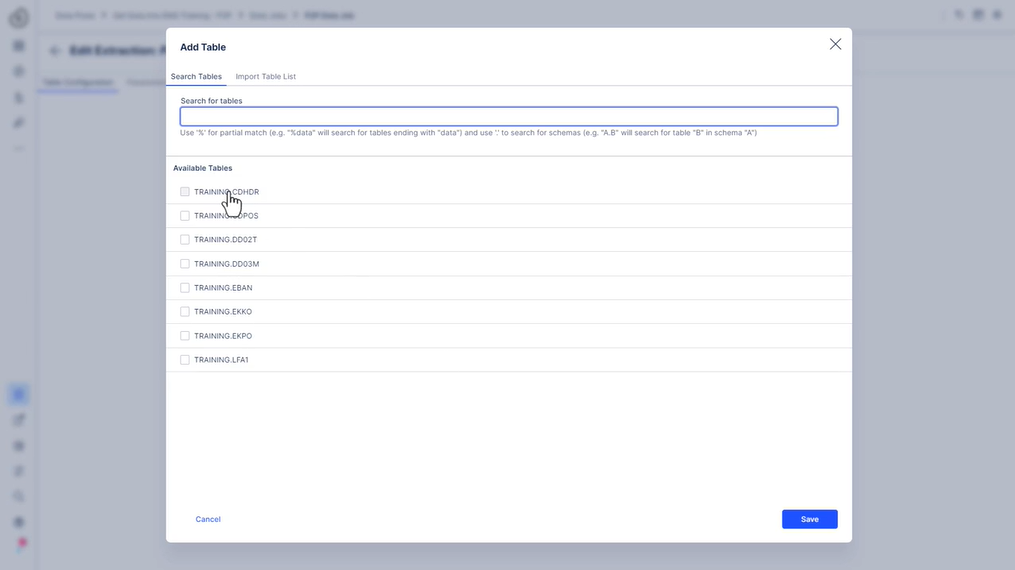 Add Table
Search Tables
Import Table List
Search for tables
Use '%' for partial match (e.g. "%data" will search for tables ending with "data") and use '.' to search for schemas (e.g. "A.B" will search for table "B" in schema "A")
Available Tables
TRAINING.CDHDR
TRAINING.CDPOS
TRAINING.DD02T
TRAINING.DD03M
TRAINING.EBAN
TRAINING.EKKO
TRAINING.EKPO
TRAINING.LFA1
Cancel
Save